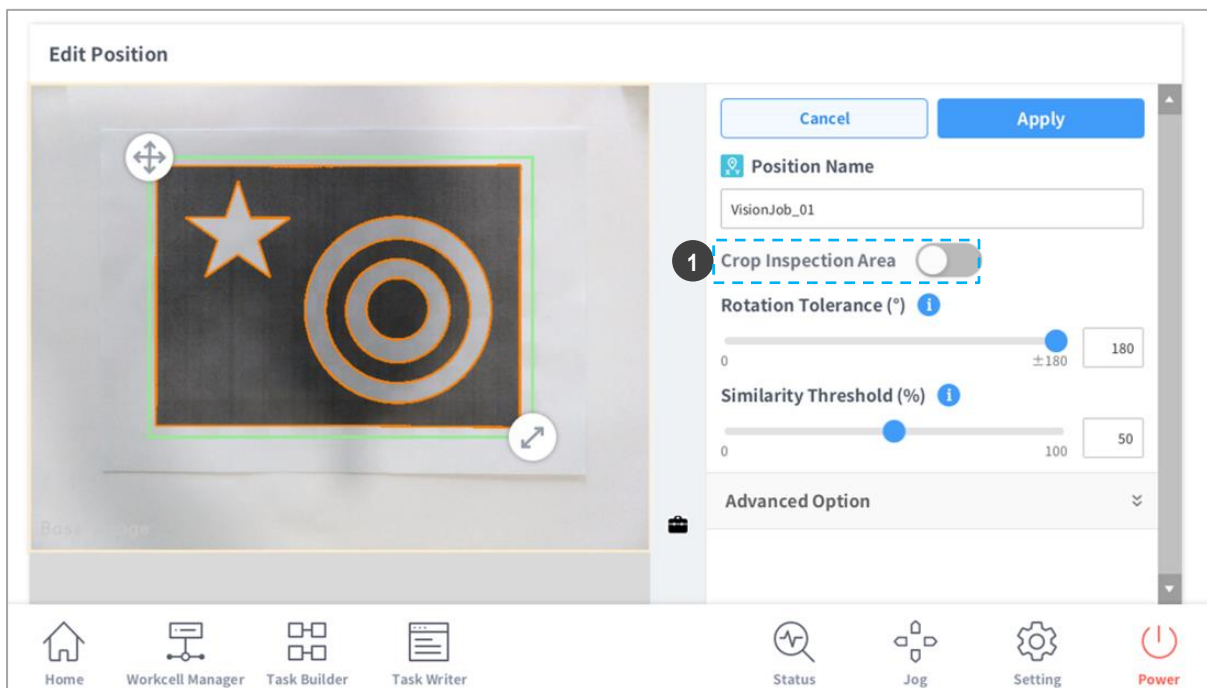 Edit Position
Cancel
Apply
Position Name
VisionJob_01
1
Crop Inspection Area
Rotation Tolerance (°) i
0
±180
180
Similarity Threshold (%) i
0
100
50
Advanced Option
Home
Workcell Manager
Task Builder
Task Writer
Status
Jog
Setting
Power